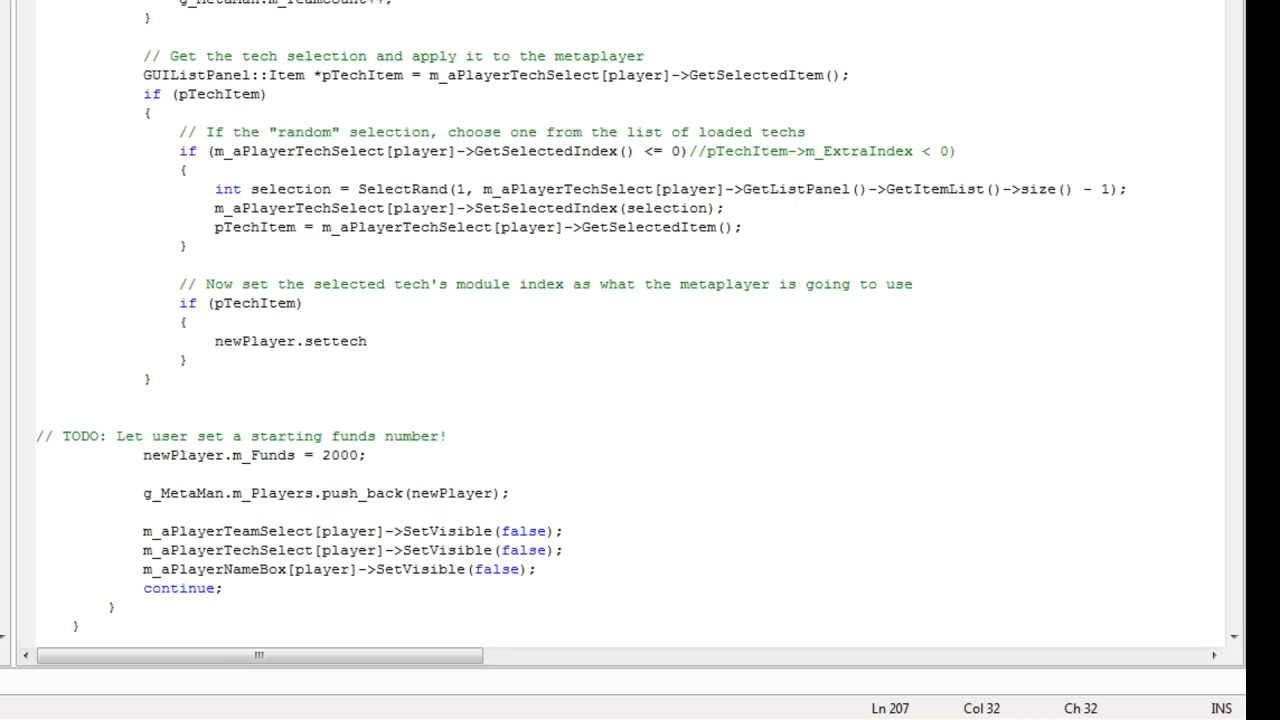 g_MetaMan.m_TeamCount++;
}
// Get the tech selection and apply it to the metaplayer
GUIListPanel::Item *pTechItem = m_aPlayerTechSelect[player]->GetSelectedItem();
if (pTechItem)
{
// If the "random" selection, choose one from the list of loaded techs
if (m_aPlayerTechSelect[player]->GetSelectedIndex() <= 0)//pTechItem->m_ExtraIndex < 0)
{
int selection = SelectRand(1, m_aPlayerTechSelect[player]->GetListPanel()->GetItemList()->size() - 1);
m_aPlayerTechSelect[player]->SetSelectedIndex(selection);
pTechItem = m_aPlayerTechSelect[player]->GetSelectedItem();
}
// Now set the selected tech's module index as what the metaplayer is going to use
if (pTechItem)
{
newPlayer.settech
}
}
// TODO: Let user set a starting funds number!
newPlayer.m_Funds = 2000;
g_MetaMan.m_Players.push_back(newPlayer);
m_aPlayerTeamSelect[player]->SetVisible(false);
m_aPlayerTechSelect[player]->SetVisible(false);
m_aPlayerNameBox[player]->SetVisible(false);
continue;
}
}
Ln 207 Col 32 Ch 32 INS